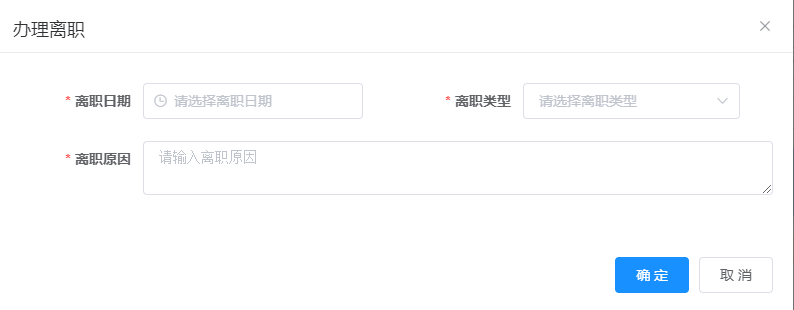 办理离职
* 离职日期 请选择离职日期 * 离职类型 请选择离职类型
* 离职原因 请输入离职原因
确 定 取 消